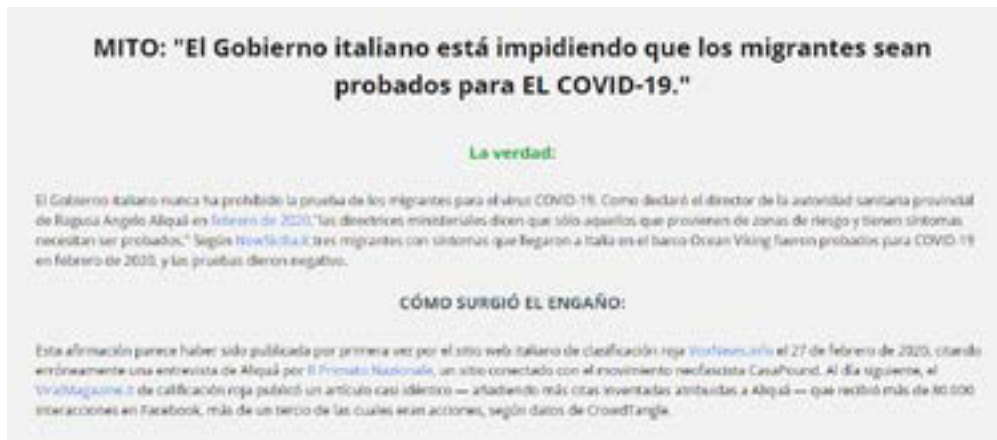 MITO: "El Gobierno italiano está impidiendo que los migrantes sean
probados para EL COVID-19."
La verdad:
El Gobierno italiano nunca ha prohibido la prueba de los migrantes para el virus COVID-19. Como declaró el director de la autoridad sanitaria provincial
de Ragusa Angelo Aliquà en febrero de 2020,"las directrices ministeriales dicen que sólo aquellos que provienen de zonas de riesgo y tienen síntomas
necesitan ser probados." Según NewSicilia.it tres migrantes con síntomas que llegaron a Italia en el barco Ocean Viking fueron probados para COVID-19
en febrero de 2020, y las pruebas dieron negativo.
CÓMO SURGIÓ EL ENGAÑO:
Esta afirmación parece haber sido publicada por primera vez por el sitio web italiano de clasificación roja VoxNews.info el 27 de febrero de 2020, citando
erróneamente una entrevista de Aliquà por Il Primato Nazionale, un sitio conectado con el movimiento neofascista CasaPound. Al día siguiente, el
ViralMagazine.it de calificación roja publicó un artículo casi idéntico — añadiendo más citas inventadas atribuidas a Aliquà — que recibió más de 80.000
interacciones en Facebook, más de un tercio de las cuales eran acciones, según datos de CrowdTangle.